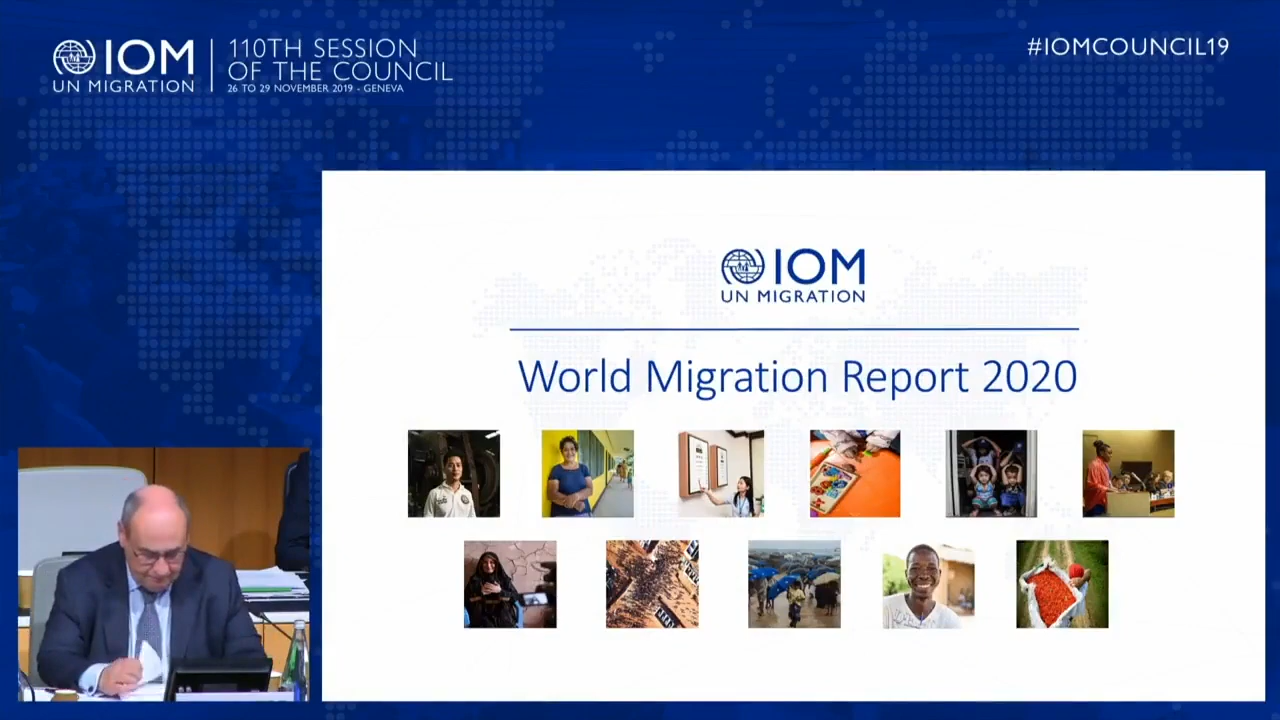 IOM
UN MIGRATION
110TH SESSION
OF THE COUNCIL
26 TO 29 NOVEMBER 2019 - GENEVA
#IOMCOUNCIL19
IOM
UN MIGRATION
World Migration Report 2020